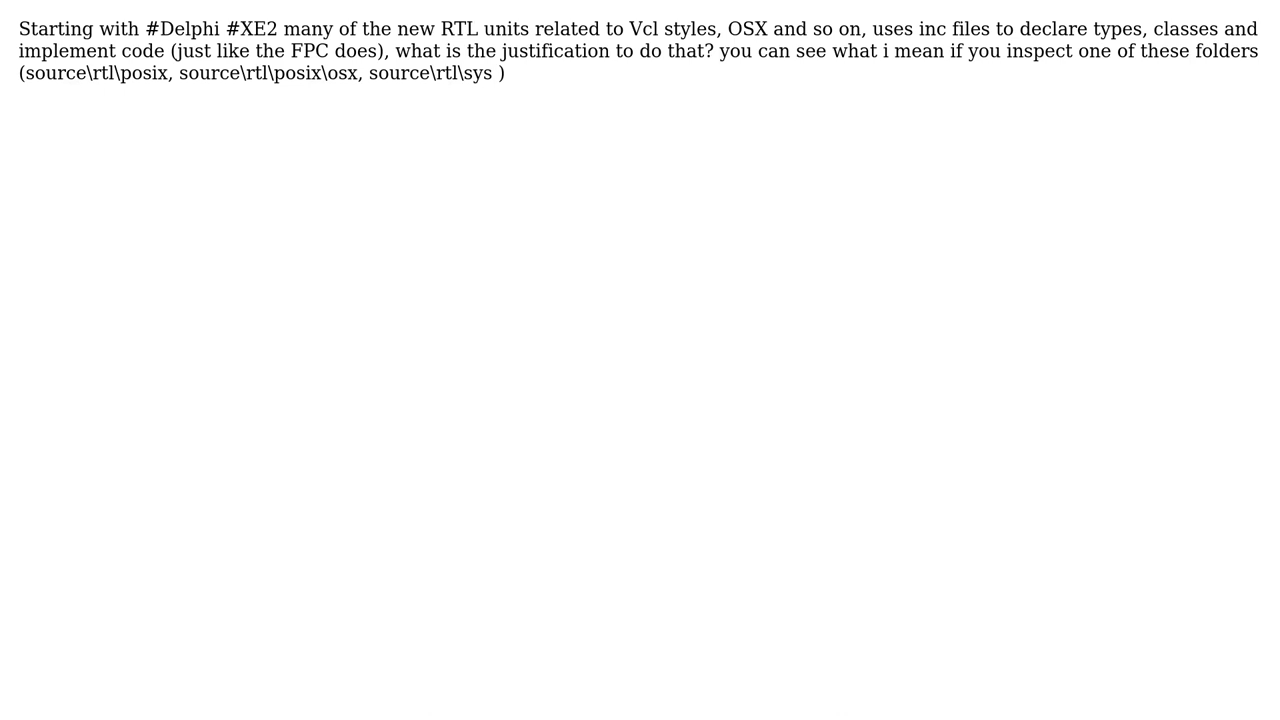 Starting with #Delphi #XE2 many of the new RTL units related to Vcl styles, OSX and so on, uses inc files to declare types, classes and
implement code (just like the FPC does), what is the justification to do that? you can see what i mean if you inspect one of these folders
(source\rtl\posix, source\rtl\posix\osx, source\rtl\sys )